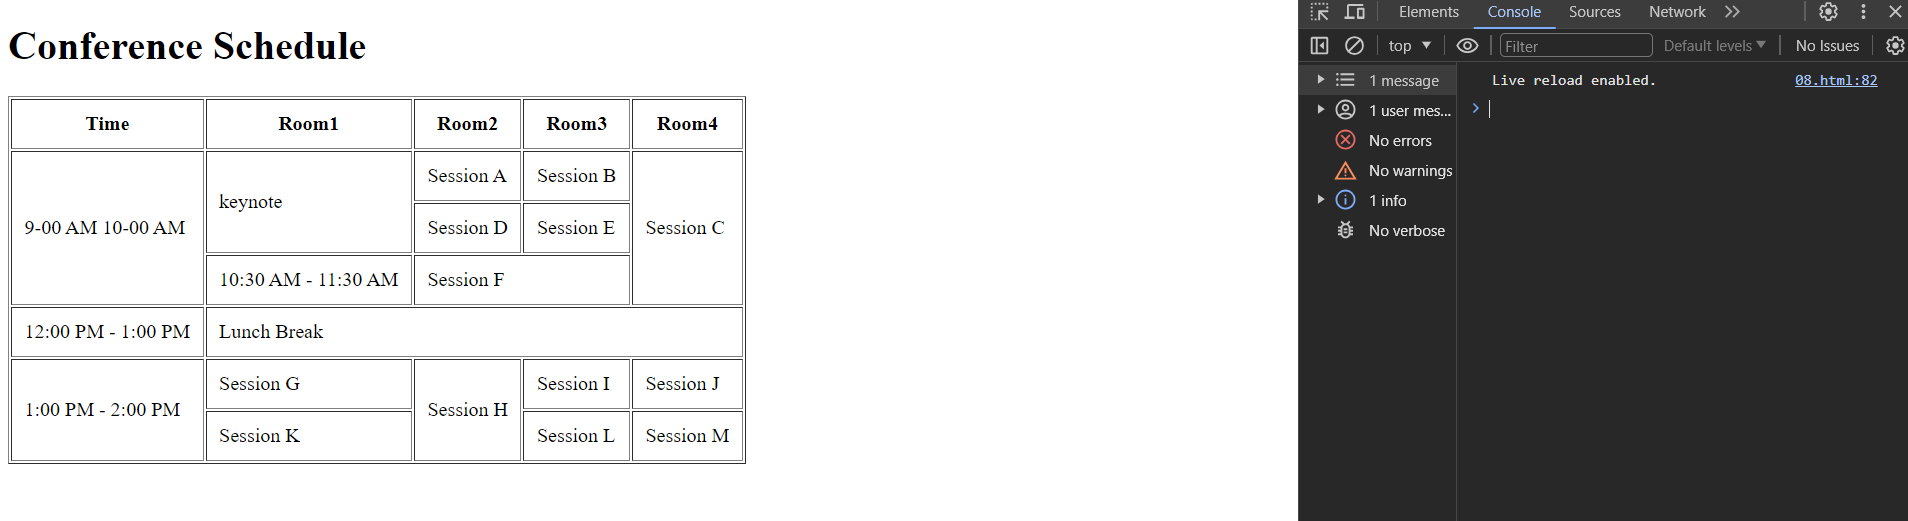 Conference Schedule
Time Room1 Room2 Room3 Room4
9-00 AM 10-00 AM keynote Session A Session B Session C
Session D Session E
10:30 AM - 11:30 AM Session F
12:00 PM - 1:00 PM Lunch Break
1:00 PM - 2:00 PM Session G Session H Session I Session J
Session K Session L Session M
Elements Console Sources Network
top Filter Default levels No Issues
1 message
1 user mes...
No errors
No warnings
1 info
No verbose
Live reload enabled. 08.html:82